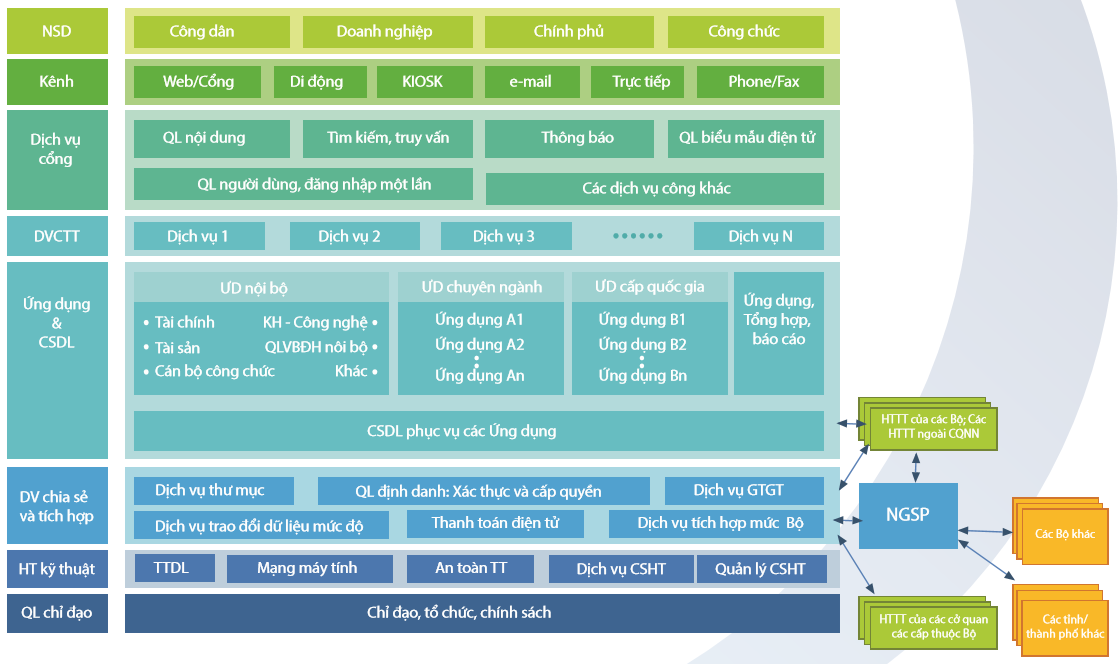 NSD
Công dân
Doanh nghiệp
Chính phủ
Công chức
Kênh
Web/Cổng
Di động
KIOSK
e-mail
Trực tiếp
Phone/Fax
Dịch vụ
cổng
QL nội dung
Tìm kiếm, truy vấn
Thông báo
QL biểu mẫu điện tử
QL người dùng, đăng nhập một lần
Các dịch vụ công khác
DVCTT
Dịch vụ 1
Dịch vụ 2
Dịch vụ 3
••••••
Dịch vụ N
Ứng dụng
&
CSDL
ƯD nội bộ
• Tài chính
KH - Công nghệ •
• Tài sản
QLVBĐH nôi bộ •
• Cán bộ công chức
Khác •
ƯD chuyên ngành
Ứng dụng A1
Ứng dụng A2
Ứng dụng An
ƯD cấp quốc gia
Ứng dụng B1
Ứng dụng B2
Ứng dụng Bn
Ứng dụng,
Tổng hợp,
báo cáo
CSDL phục vụ các Ứng dụng
HTTT của các Bộ; Các
HTTT ngoài CQNN
DV chia sẻ
và tích hợp
Dịch vụ thư mục
QL định danh: Xác thực và cấp quyền
Dịch vụ GTGT
Dịch vụ trao đổi dữ liệu mức độ
Thanh toán điện tử
Dịch vụ tích hợp mức Bộ
NGSP
Các Bộ khác
HT kỹ thuật
TTDL
Mạng máy tính
An toàn TT
Dịch vụ CSHT
Quản lý CSHT
QL chỉ đạo
Chỉ đạo, tổ chức, chính sách
HTTT của các cở quan
các cấp thuộc Bộ
Các tỉnh/
thành phố khác